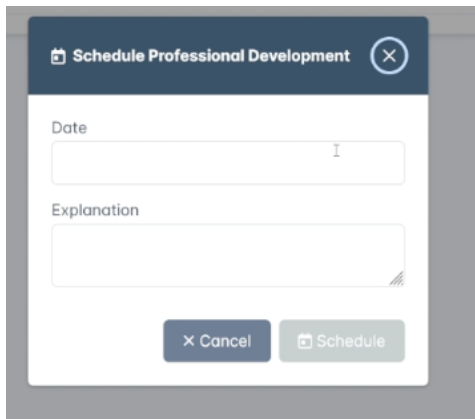 Schedule Professional Development
Date
Explanation
Cancel
Schedule